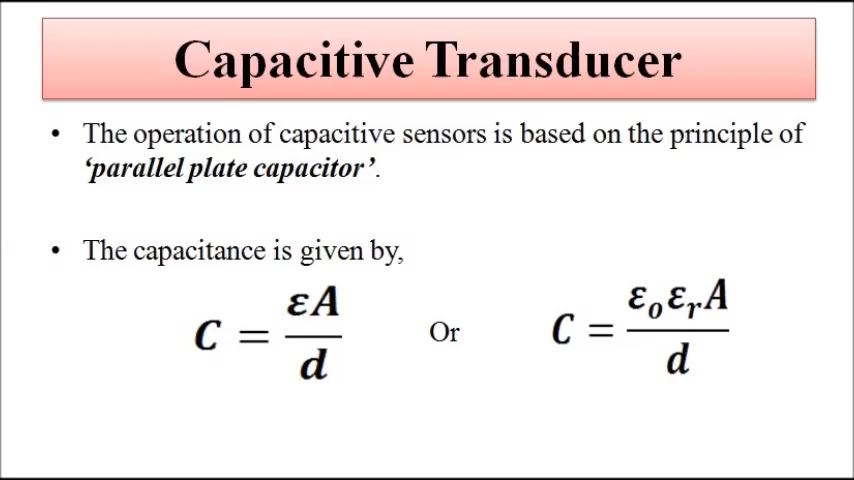 Capacitive Transducer
• The operation of capacitive sensors is based on the principle of
‘parallel plate capacitor’.
• The capacitance is given by,
C = εA / d Or C = εₒεᵣA / d